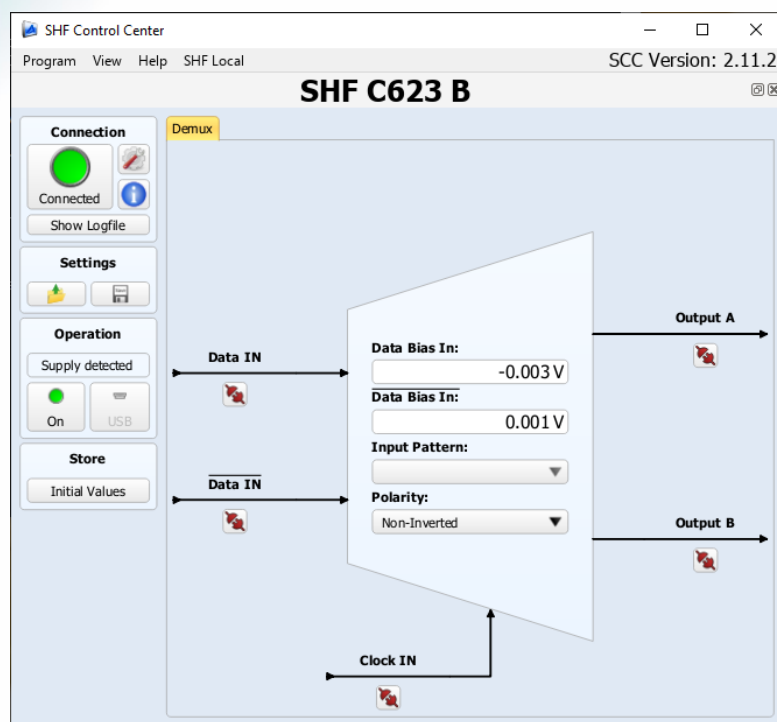 SHF Control Center
Program View Help SHF Local
SCC Version: 2.11.2
SHF C623 B
Connection
Connected
Show Logfile
Settings
Operation
Supply detected
On
USB
Store
Initial Values
Demux
Data IN
Data IN
Data Bias In:
-0.003 V
Data Bias In:
0.001 V
Input Pattern:
Polarity:
Non-Inverted
Output A
Output B
Clock IN